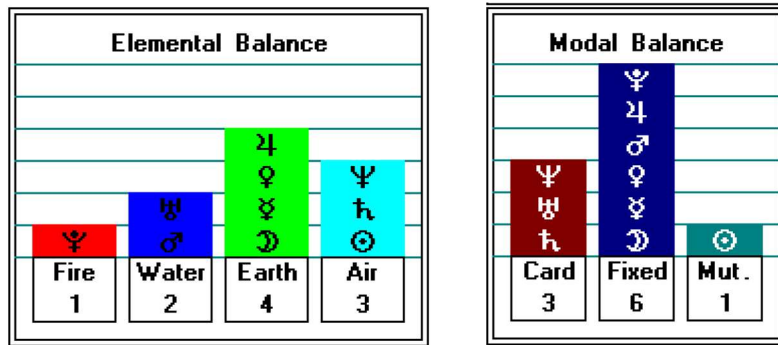 Elemental Balance
♃
♀ ♆
♅ ☿ ♄
♇ ♂ ☽ ☉
Fire Water Earth Air
1 2 4 3
Modal Balance
♇
♃
♂
♆ ♀
♅ ☿
♄ ☽ ☉
Card Fixed Mut.
3 6 1